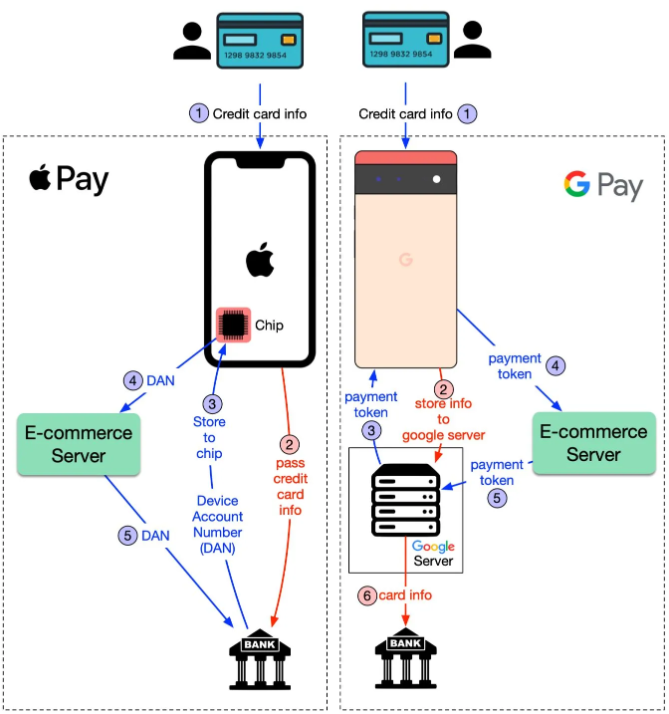 1298 9832 9854
1298 9832 9854
1 Credit card info
Credit card info 1
Pay
G Pay
G
Chip
4 DAN
3
Store
to
chip
2
pass
credit
card
info
E-commerce
Server
Device
Account
Number
(DAN)
5 DAN
BANK
payment
token
3
2
store info
to
google server
payment
token
4
E-commerce
Server
payment
token
5
Google
Server
6 card info
BANK